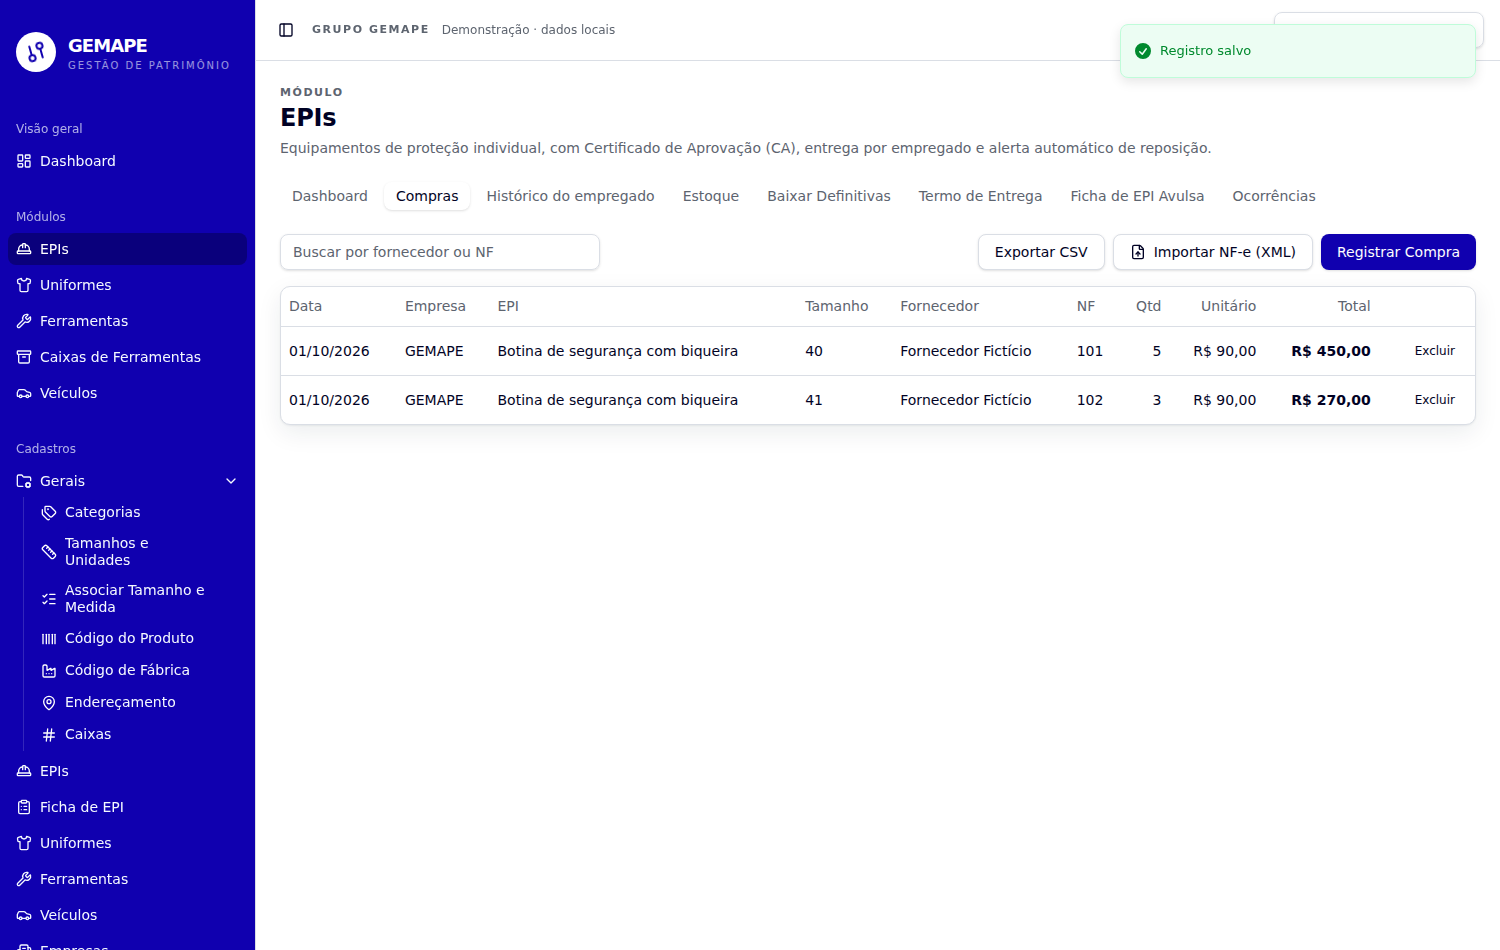 GEMAPE
GESTÃO DE PATRIMÔNIO
Visão geral
Dashboard
Módulos
EPIs
Uniformes
Ferramentas
Caixas de Ferramentas
Veículos
Cadastros
Gerais
Categorias
Tamanhos e
Unidades
Associar Tamanho e
Medida
Código do Produto
Código de Fábrica
Endereçamento
Caixas
EPIs
Ficha de EPI
Uniformes
Ferramentas
Veículos
Empresas
GRUPO GEMAPE Demonstração · dados locais
Registro salvo
MÓDULO
EPIs
Equipamentos de proteção individual, com Certificado de Aprovação (CA), entrega por empregado e alerta automático de reposição.
Dashboard Compras Histórico do empregado Estoque Baixar Definitivas Termo de Entrega Ficha de EPI Avulsa Ocorrências
Buscar por fornecedor ou NF Exportar CSV Importar NF-e (XML) Registrar Compra
Data Empresa EPI Tamanho Fornecedor NF Qtd Unitário Total
01/10/2026 GEMAPE Botina de segurança com biqueira 40 Fornecedor Fictício 101 5 R$ 90,00 R$ 450,00 Excluir
01/10/2026 GEMAPE Botina de segurança com biqueira 41 Fornecedor Fictício 102 3 R$ 90,00 R$ 270,00 Excluir